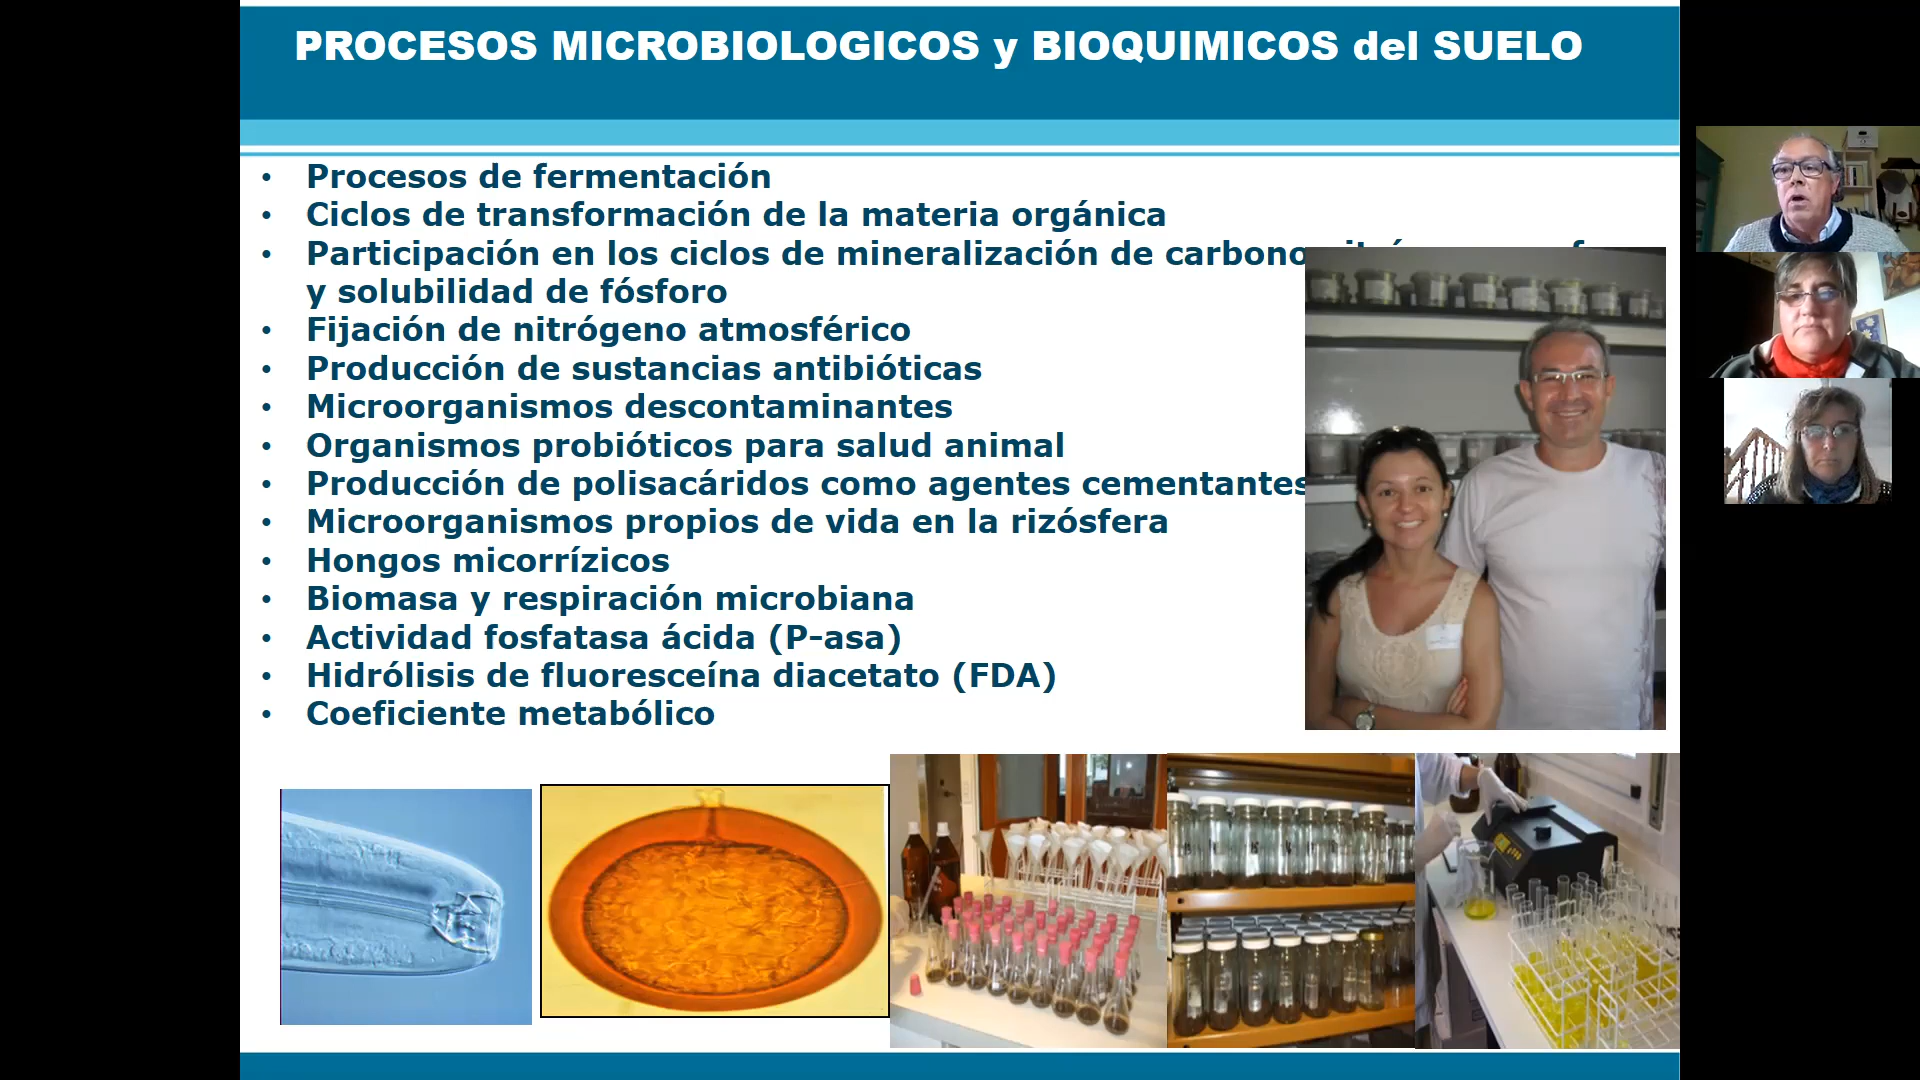 PROCESOS MICROBIOLOGICOS y BIOQUIMICOS del SUELO
• Procesos de fermentación
• Ciclos de transformación de la materia orgánica
• Participación en los ciclos de mineralización de carbono
y solubilidad de fósforo
• Fijación de nitrógeno atmosférico
• Producción de sustancias antibióticas
• Microorganismos descontaminantes
• Organismos probióticos para salud animal
• Producción de polisacáridos como agentes cementantes
• Microorganismos propios de vida en la rizósfera
• Hongos micorrízicos
• Biomasa y respiración microbiana
• Actividad fosfatasa ácida (P-asa)
• Hidrólisis de fluoresceína diacetato (FDA)
• Coeficiente metabólico